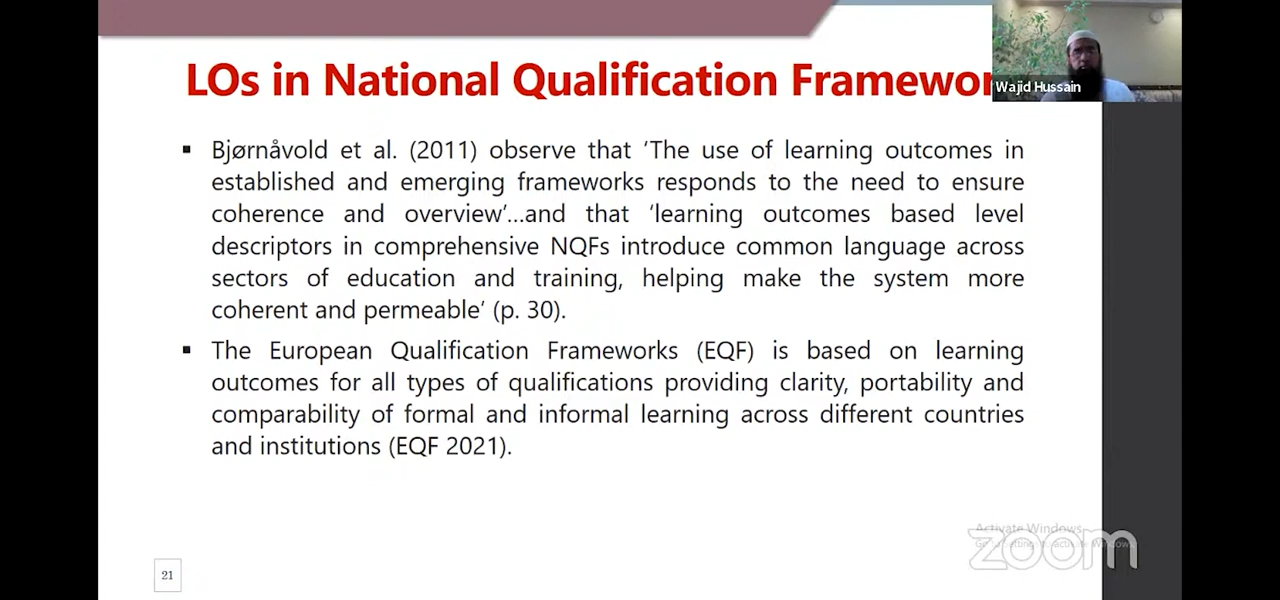 LOs in National Qualification Framewor
Wajid Hussain
▪ Bjørnåvold et al. (2011) observe that ‘The use of learning outcomes in
established and emerging frameworks responds to the need to ensure
coherence and overview’...and that ‘learning outcomes based level
descriptors in comprehensive NQFs introduce common language across
sectors of education and training, helping make the system more
coherent and permeable’ (p. 30).
▪ The European Qualification Frameworks (EQF) is based on learning
outcomes for all types of qualifications providing clarity, portability and
comparability of formal and informal learning across different countries
and institutions (EQF 2021).
Activate Windows
zoom
21